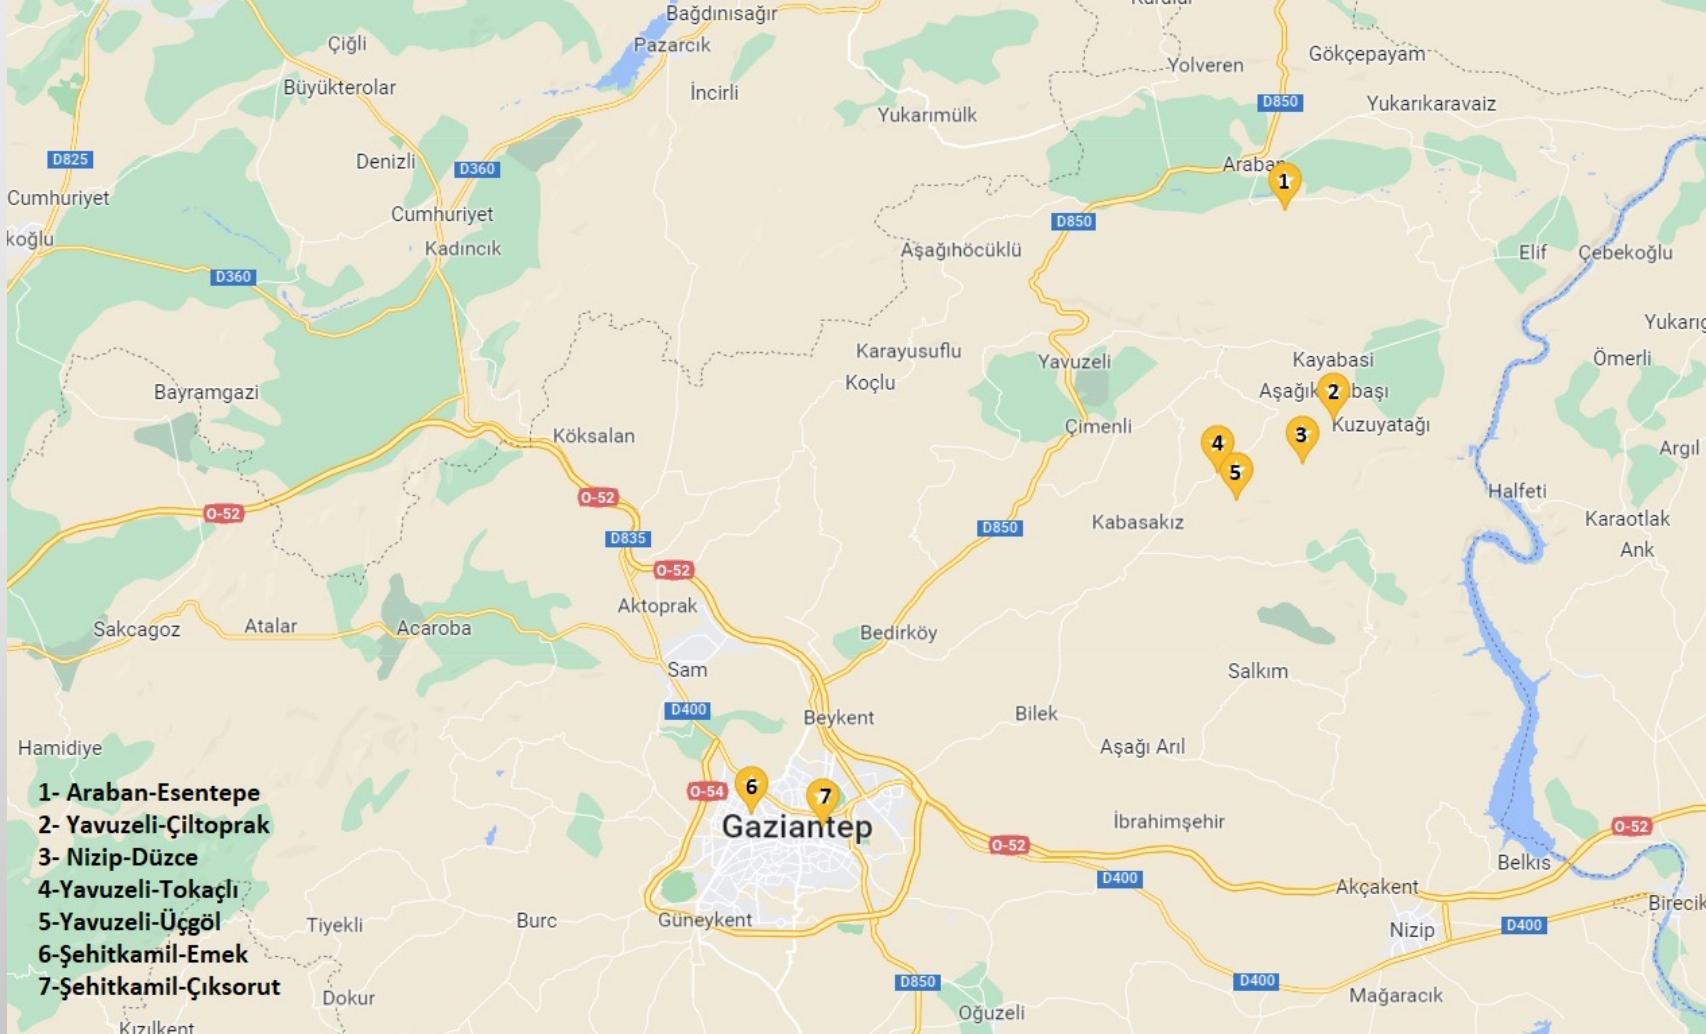 Bağdınısağır
Çiğli
Pazarcık
Gökçepayam
Yolveren
Büyükterolar
İncirli
D850
Yukarıkaravaiz
Yukarımülk
D825
Denizli
D360
Araban
1
Cumhuriyet
Cumhuriyet
D850
koğlu
Kadıncık
Aşağıhöcüklü
Elif
Çebekoğlu
D360
Karayusuflu
Yavuzeli
Kayabasi
Ömerli
Koçlu
Bayramgazi
2
Köksalan
Çimenli
3
Kuzuyatağı
4
Argıl
5
O-52
Halfeti
O-52
Kabasakız
D850
Karaotlak
D835
Ank
O-52
Aktoprak
Sakcagoz
Atalar
Acaroba
Bedirköy
Sam
Salkım
D400
Beykent
Bilek
Hamidiye
Aşağı Arıl
O-54
6
7
Gaziantep
İbrahimşehir
O-52
O-52
D400
Belkıs
Akçakent
Birecik
Tiyekli
Burc
Güneykent
Nizip
D400
D850
D400
Dokur
Mağaracık
Oğuzeli
Kızılkent
1- Araban-Esentepe
2- Yavuzeli-Çiltoprak
3- Nizip-Düzce
4-Yavuzeli-Tokaçlı
5-Yavuzeli-Üçgöl
6-Şehitkamil-Emek
7-Şehitkamil-Çıksorut